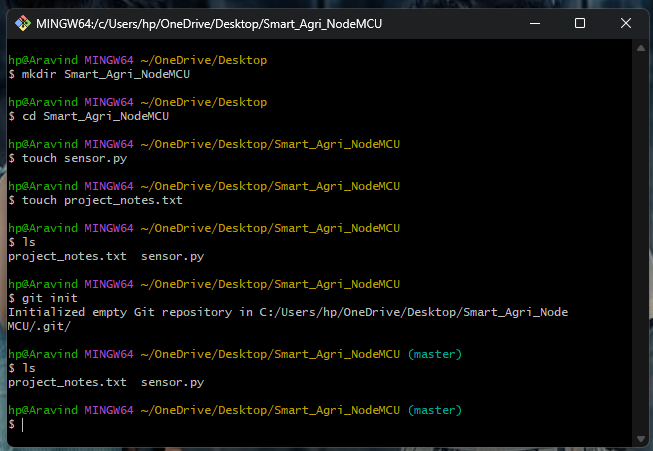 MINGW64:/c/Users/hp/OneDrive/Desktop/Smart_Agri_NodeMCU
hp@Aravind MINGW64 ~/OneDrive/Desktop
$ mkdir Smart_Agri_NodeMCU
hp@Aravind MINGW64 ~/OneDrive/Desktop
$ cd Smart_Agri_NodeMCU
hp@Aravind MINGW64 ~/OneDrive/Desktop/Smart_Agri_NodeMCU
$ touch sensor.py
hp@Aravind MINGW64 ~/OneDrive/Desktop/Smart_Agri_NodeMCU
$ touch project_notes.txt
hp@Aravind MINGW64 ~/OneDrive/Desktop/Smart_Agri_NodeMCU
$ ls
project_notes.txt  sensor.py
hp@Aravind MINGW64 ~/OneDrive/Desktop/Smart_Agri_NodeMCU
$ git init
Initialized empty Git repository in C:/Users/hp/OneDrive/Desktop/Smart_Agri_Node
MCU/.git/
hp@Aravind MINGW64 ~/OneDrive/Desktop/Smart_Agri_NodeMCU (master)
$ ls
project_notes.txt  sensor.py
hp@Aravind MINGW64 ~/OneDrive/Desktop/Smart_Agri_NodeMCU (master)
$